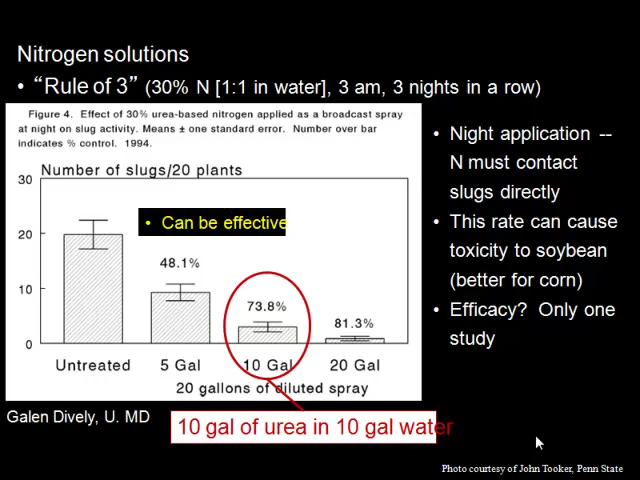 Nitrogen solutions
• “Rule of 3” (30% N [1:1 in water], 3 am, 3 nights in a row)
Figure 4. Effect of 30% urea-based nitrogen applied as a broadcast spray
at night on slug activity. Means ± one standard error. Number over bar
indicates % control. 1994.
Number of slugs/20 plants
30
20
10
0
• Can be effective
48.1%
73.8%
81.3%
Untreated
5 Gal
10 Gal
20 Gal
20 gallons of diluted spray
• Night application --
N must contact
slugs directly
• This rate can cause
toxicity to soybean
(better for corn)
• Efficacy? Only one
study
Galen Dively, U. MD
10 gal of urea in 10 gal water
Photo courtesy of John Tooker, Penn State